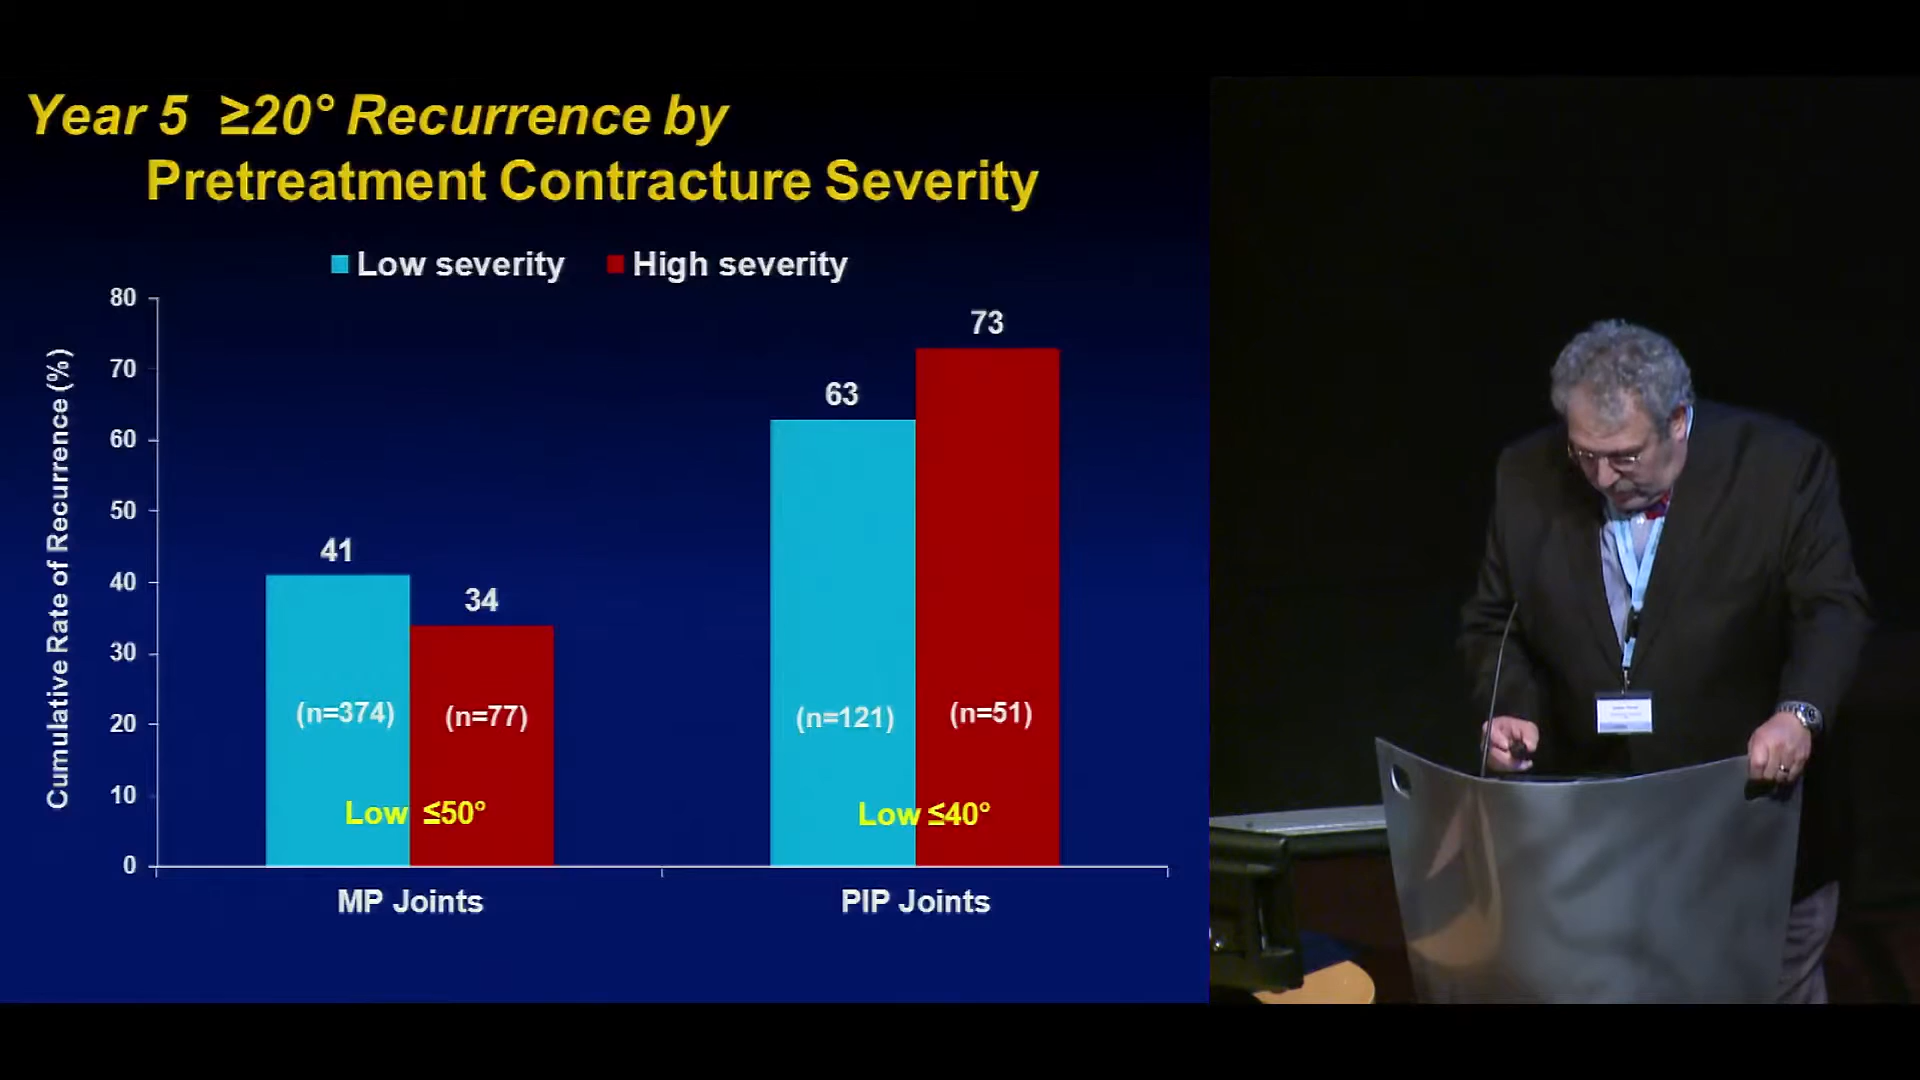 Year 5 ≥20° Recurrence by
Pretreatment Contracture Severity
Low severity High severity
80
70
60
50
40
30
20
10
0
Cumulative Rate of Recurrence (%)
41
34
63
73
(n=374)
(n=77)
(n=121)
(n=51)
Low ≤50°
Low ≤40°
MP Joints
PIP Joints